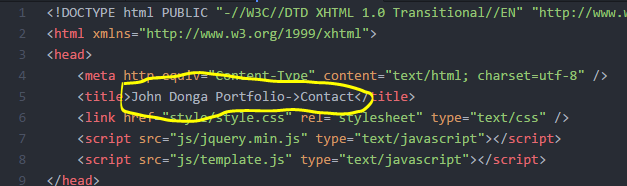 1 <!DOCTYPE html PUBLIC "-//W3C//DTD XHTML 1.0 Transitional//EN" "http://www.w
2 <html xmlns="http://www.w3.org/1999/xhtml">
3 <head>
4 <meta http-equiv="Content-Type" content="text/html; charset=utf-8" />
5 <title>John Donga Portfolio->Contact</title>
6 <link href="style/style.css" rel="stylesheet" type="text/css" />
7 <script src="js/jquery.min.js" type="text/javascript"></script>
8 <script src="js/template.js" type="text/javascript"></script>
9 </head>